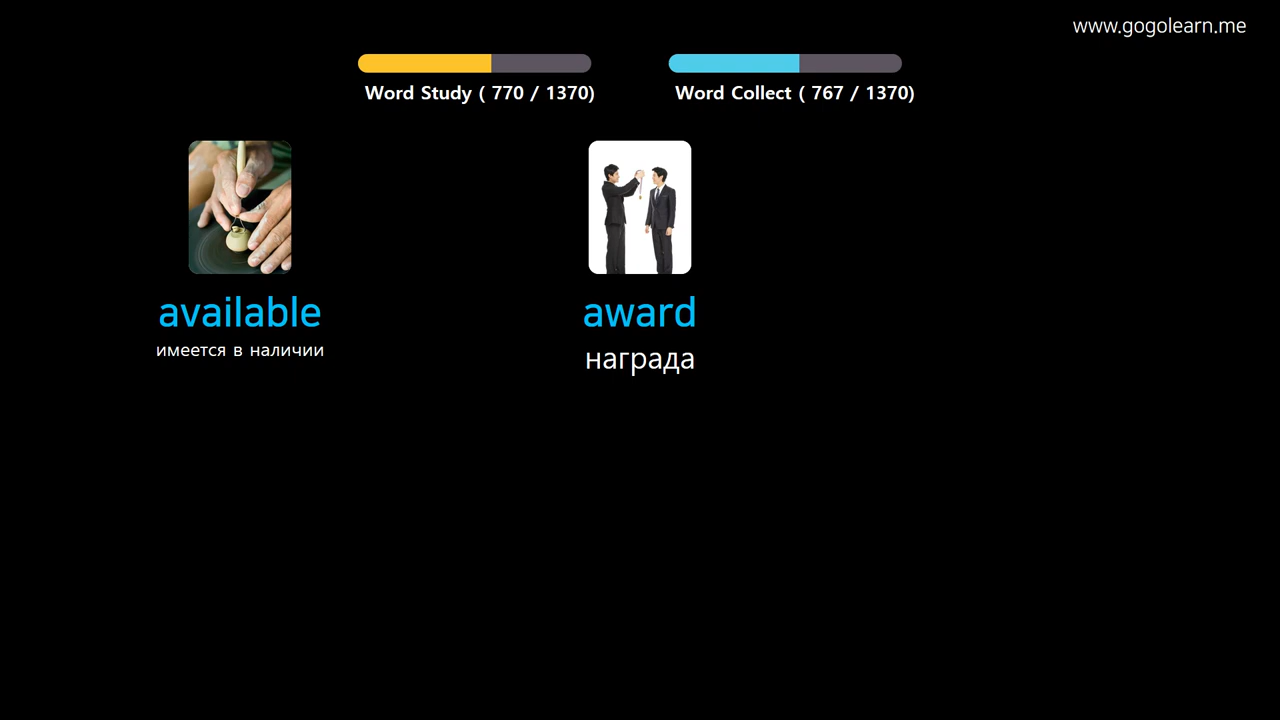 www.gogolearn.me
Word Study ( 770 / 1370)
Word Collect ( 767 / 1370)
available
имеется в наличии
award
награда